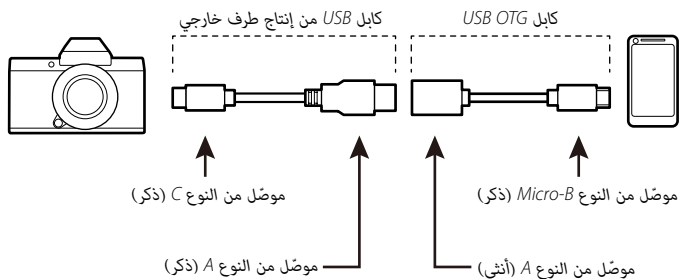 كابل USB OTG
كابل USB من إنتاج طرف خارجي
موصّل من النوع Micro-B (ذكر)
موصّل من النوع C (ذكر)
موصّل من النوع A (أنثى)
موصّل من النوع A (ذكر)